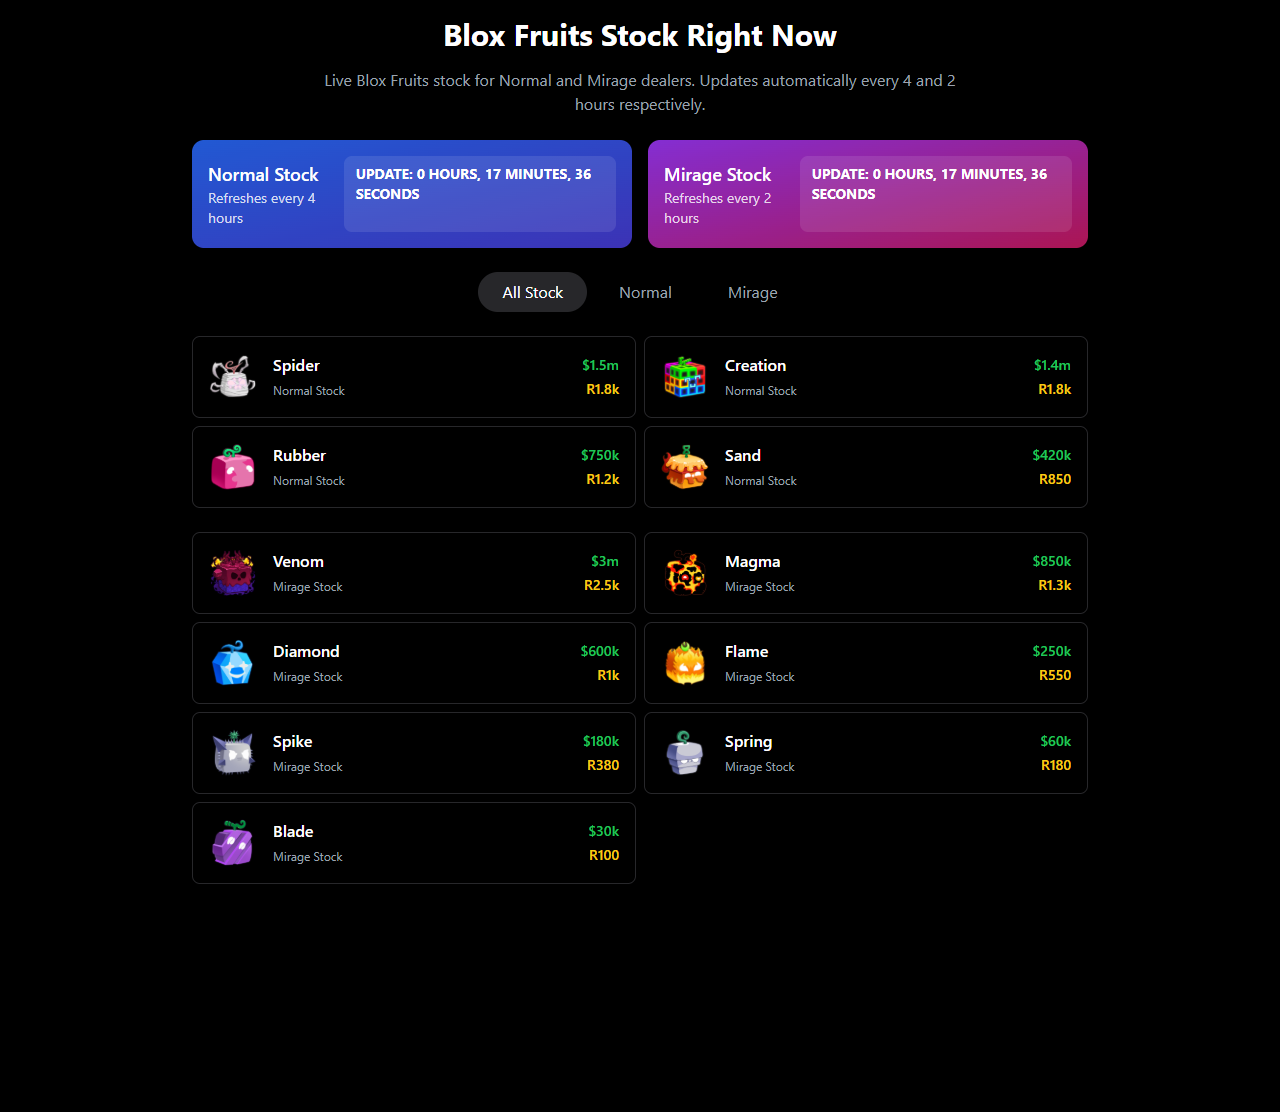 Blox Fruits Stock Right Now
Live Blox Fruits stock for Normal and Mirage dealers. Updates automatically every 4 and 2
hours respectively.
Normal Stock
Refreshes every 4
hours
UPDATE: 0 HOURS, 17 MINUTES, 36
SECONDS
Mirage Stock
Refreshes every 2
hours
UPDATE: 0 HOURS, 17 MINUTES, 36
SECONDS
All Stock
Normal
Mirage
Spider
Normal Stock
$1.5m
R1.8k
Creation
Normal Stock
$1.4m
R1.8k
Rubber
Normal Stock
$750k
R1.2k
Sand
Normal Stock
$420k
R850
Venom
Mirage Stock
$3m
R2.5k
Magma
Mirage Stock
$850k
R1.3k
Diamond
Mirage Stock
$600k
R1k
Flame
Mirage Stock
$250k
R550
Spike
Mirage Stock
$180k
R380
Spring
Mirage Stock
$60k
R180
Blade
Mirage Stock
$30k
R100